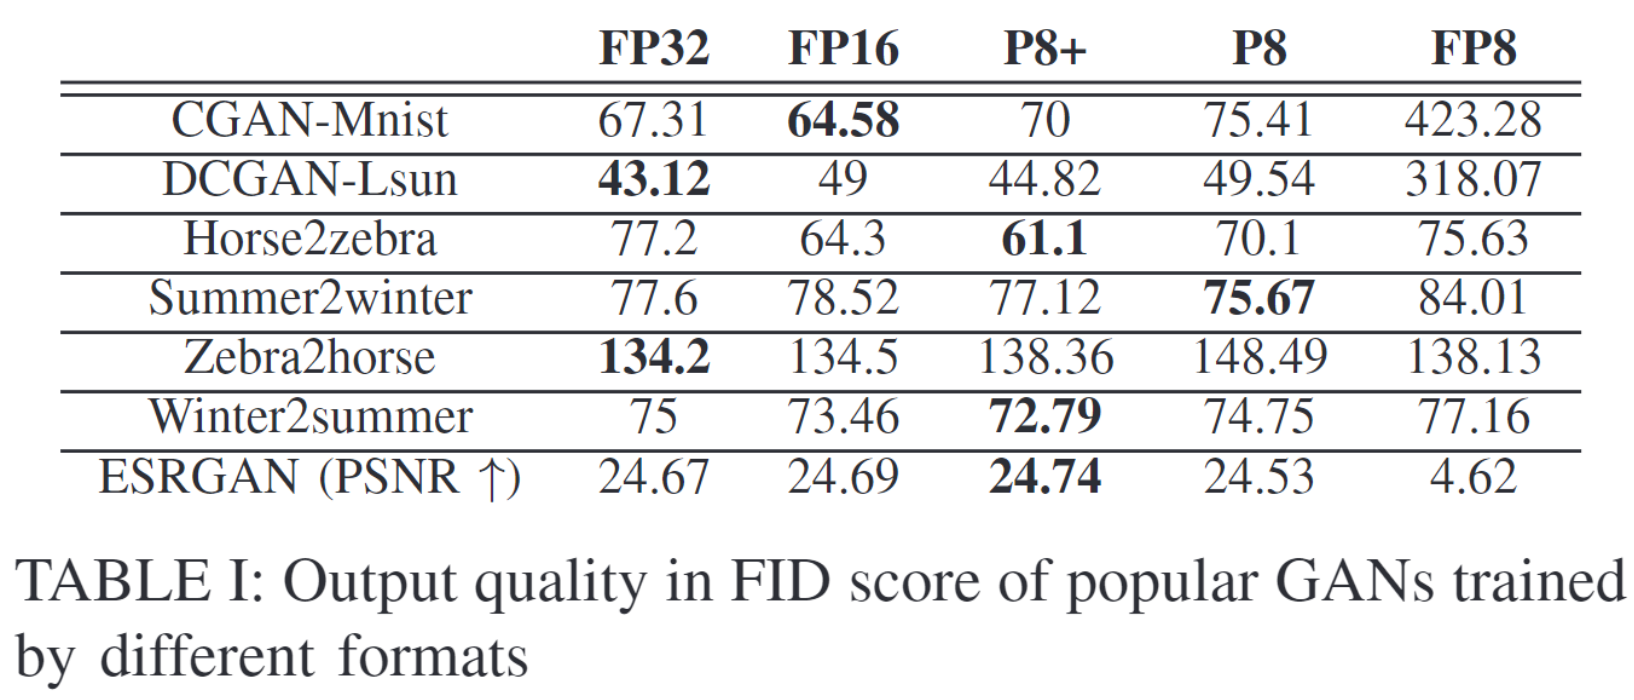 FP32 FP16 P8+ P8 FP8
CGAN-Mnist 67.31 64.58 70 75.41 423.28
DCGAN-Lsun 43.12 49 44.82 49.54 318.07
Horse2zebra 77.2 64.3 61.1 70.1 75.63
Summer2winter 77.6 78.52 77.12 75.67 84.01
Zebra2horse 134.2 134.5 138.36 148.49 138.13
Winter2summer 75 73.46 72.79 74.75 77.16
ESRGAN (PSNR ↑) 24.67 24.69 24.74 24.53 4.62
TABLE I: Output quality in FID score of popular GANs trained
by different formats